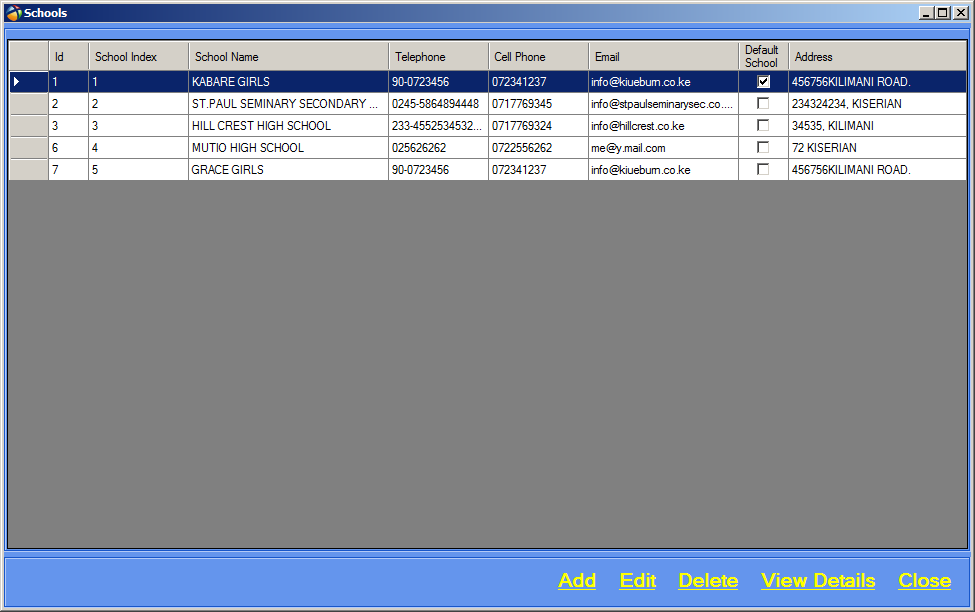 Schools
Id School Index School Name Telephone Cell Phone Email Default School Address
1 1 KABARE GIRLS 90-0723456 072341237 info@kiueburn.co.ke 456756KILIMANI ROAD.
2 2 ST.PAUL SEMINARY SECONDARY ... 0245-5864894448 0717769345 info@stpaulseminarysec.co.... 234324234, KISERIAN
3 3 HILL CREST HIGH SCHOOL 233-4552534532... 0717769324 info@hillcrest.co.ke 34535, KILIMANI
6 4 MUTIO HIGH SCHOOL 025626262 0722556262 me@y.mail.com 72 KISERIAN
7 5 GRACE GIRLS 90-0723456 072341237 info@kiueburn.co.ke 456756KILIMANI ROAD.
Add Edit Delete View Details Close